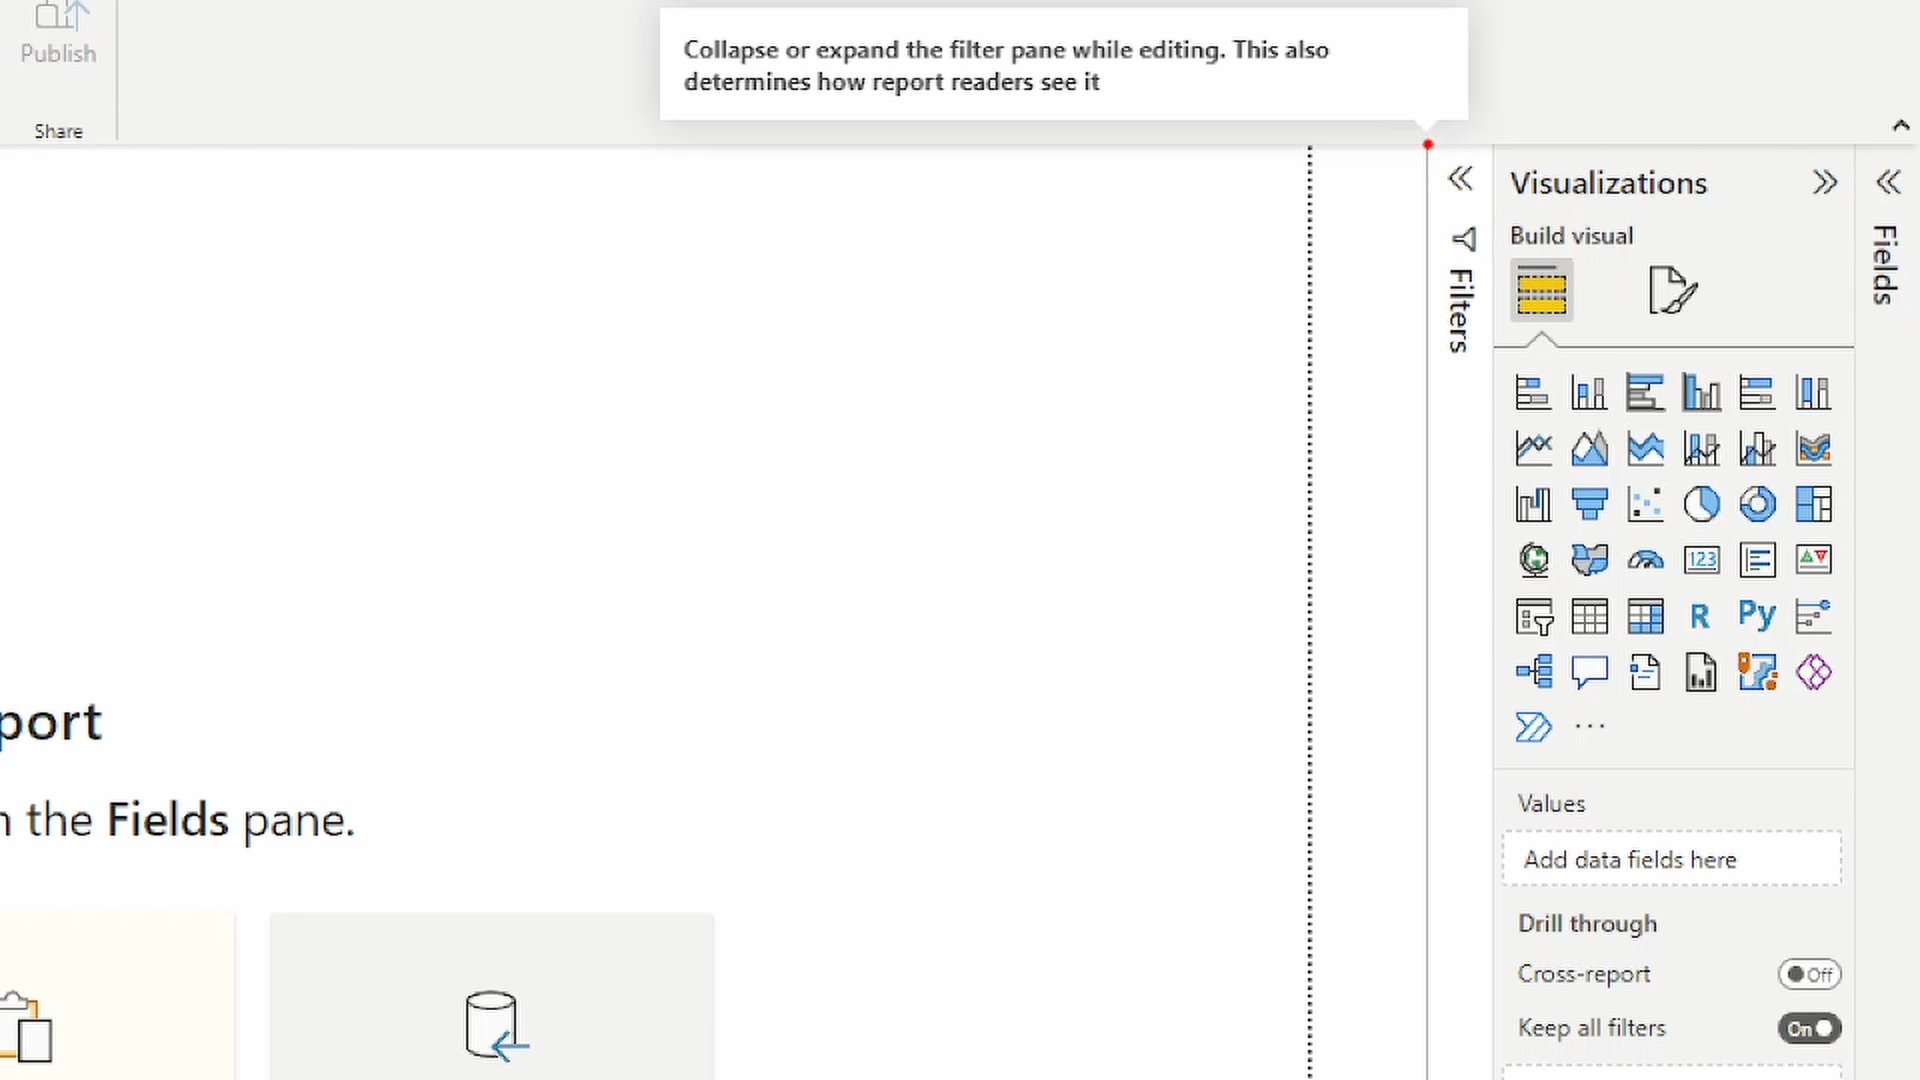 Publish
Share
Collapse or expand the filter pane while editing. This also
determines how report readers see it
Filters
Visualizations
Build visual
Fields
123
R
Py
port
the Fields pane.
Values
Add data fields here
Drill through
Cross-report
Off
Keep all filters
On